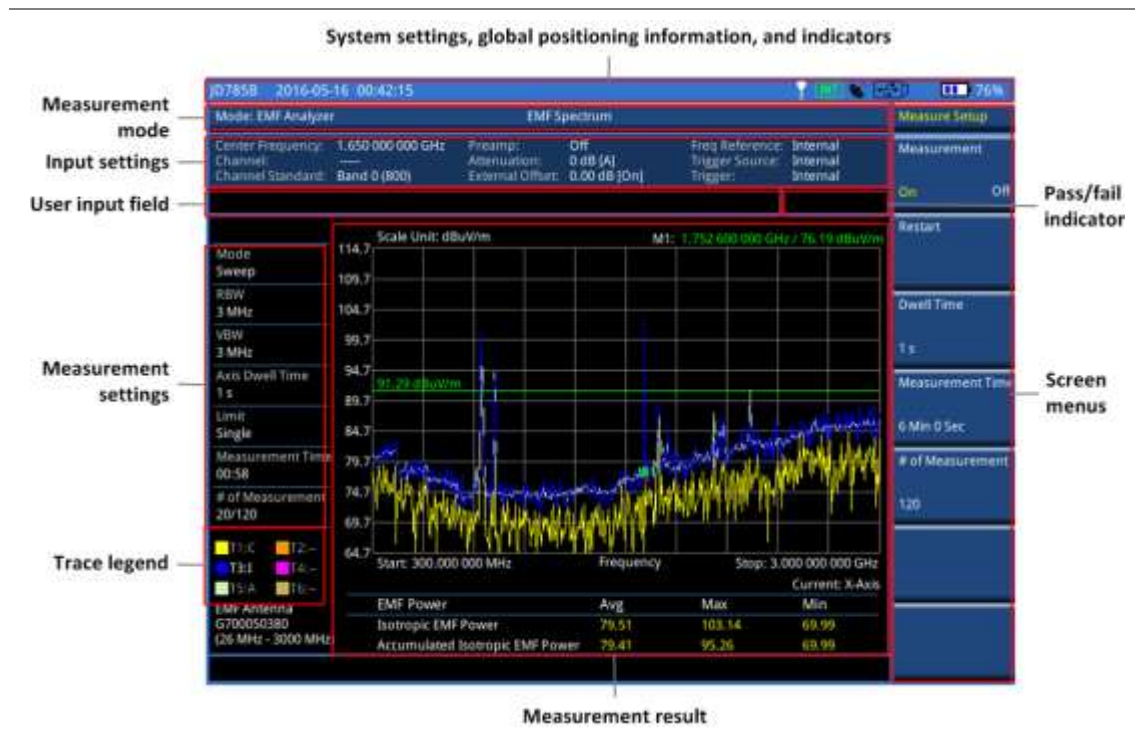 System settings, global positioning information, and indicators
JD785B 2016-05-16 00:42:15
76%
Measurement mode
Mode: EMF Analyzer
EMF Spectrum
Measure Setup
Input settings
Center Frequency: 1.650 000 000 GHz
Preamp: Off
Freq Reference: Internal
Channel: ----
Attenuation: 0 dB [A]
Trigger Source: Internal
Channel Standard: Band 0 (800)
External Offset: 0.00 dB [On]
Trigger: Internal
Measurement
On Off
User input field
Pass/fail indicator
Restart
Scale Unit: dBuV/m
M1: 1.752 600 000 GHz / 76.19 dBuV/m
Measurement settings
Mode
Sweep
RBW
3 MHz
VBW
3 MHz
Axis Dwell Time
1 s
Limit
Single
Measurement Time
00:58
# of Measurement
20/120
114.7
109.7
104.7
99.7
94.7
89.7
84.7
79.7
74.7
69.7
64.7
91.29 dBuV/m
Dwell Time
1 s
Measurement Time
6 Min 0 Sec
Screen menus
# of Measurement
120
Trace legend
T1:C T2:--
T3:I T4:--
T5:A T6:--
EMF Antenna
G700050380
(26 MHz - 3000 MHz
Start: 300.000 000 MHz
Frequency
Stop: 3.000 000 000 GHz
Current: X-Axis
EMF Power Avg Max Min
Isotropic EMF Power 79.51 103.14 69.99
Accumulated Isotropic EMF Power 79.41 95.26 69.99
Measurement result